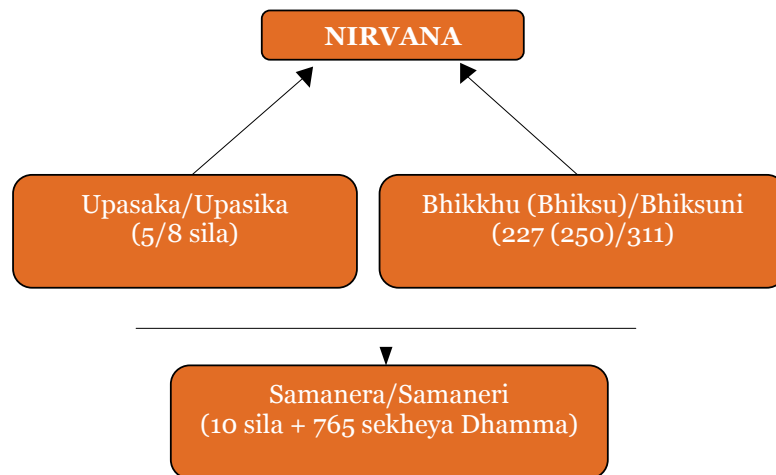 NIRVANA
Upasaka/Upasika
(5/8 sila)
Bhikkhu (Bhiksu)/Bhiksuni
(227 (250)/311)
Samanera/Samaneri
(10 sila + 765 sekheya Dhamma)